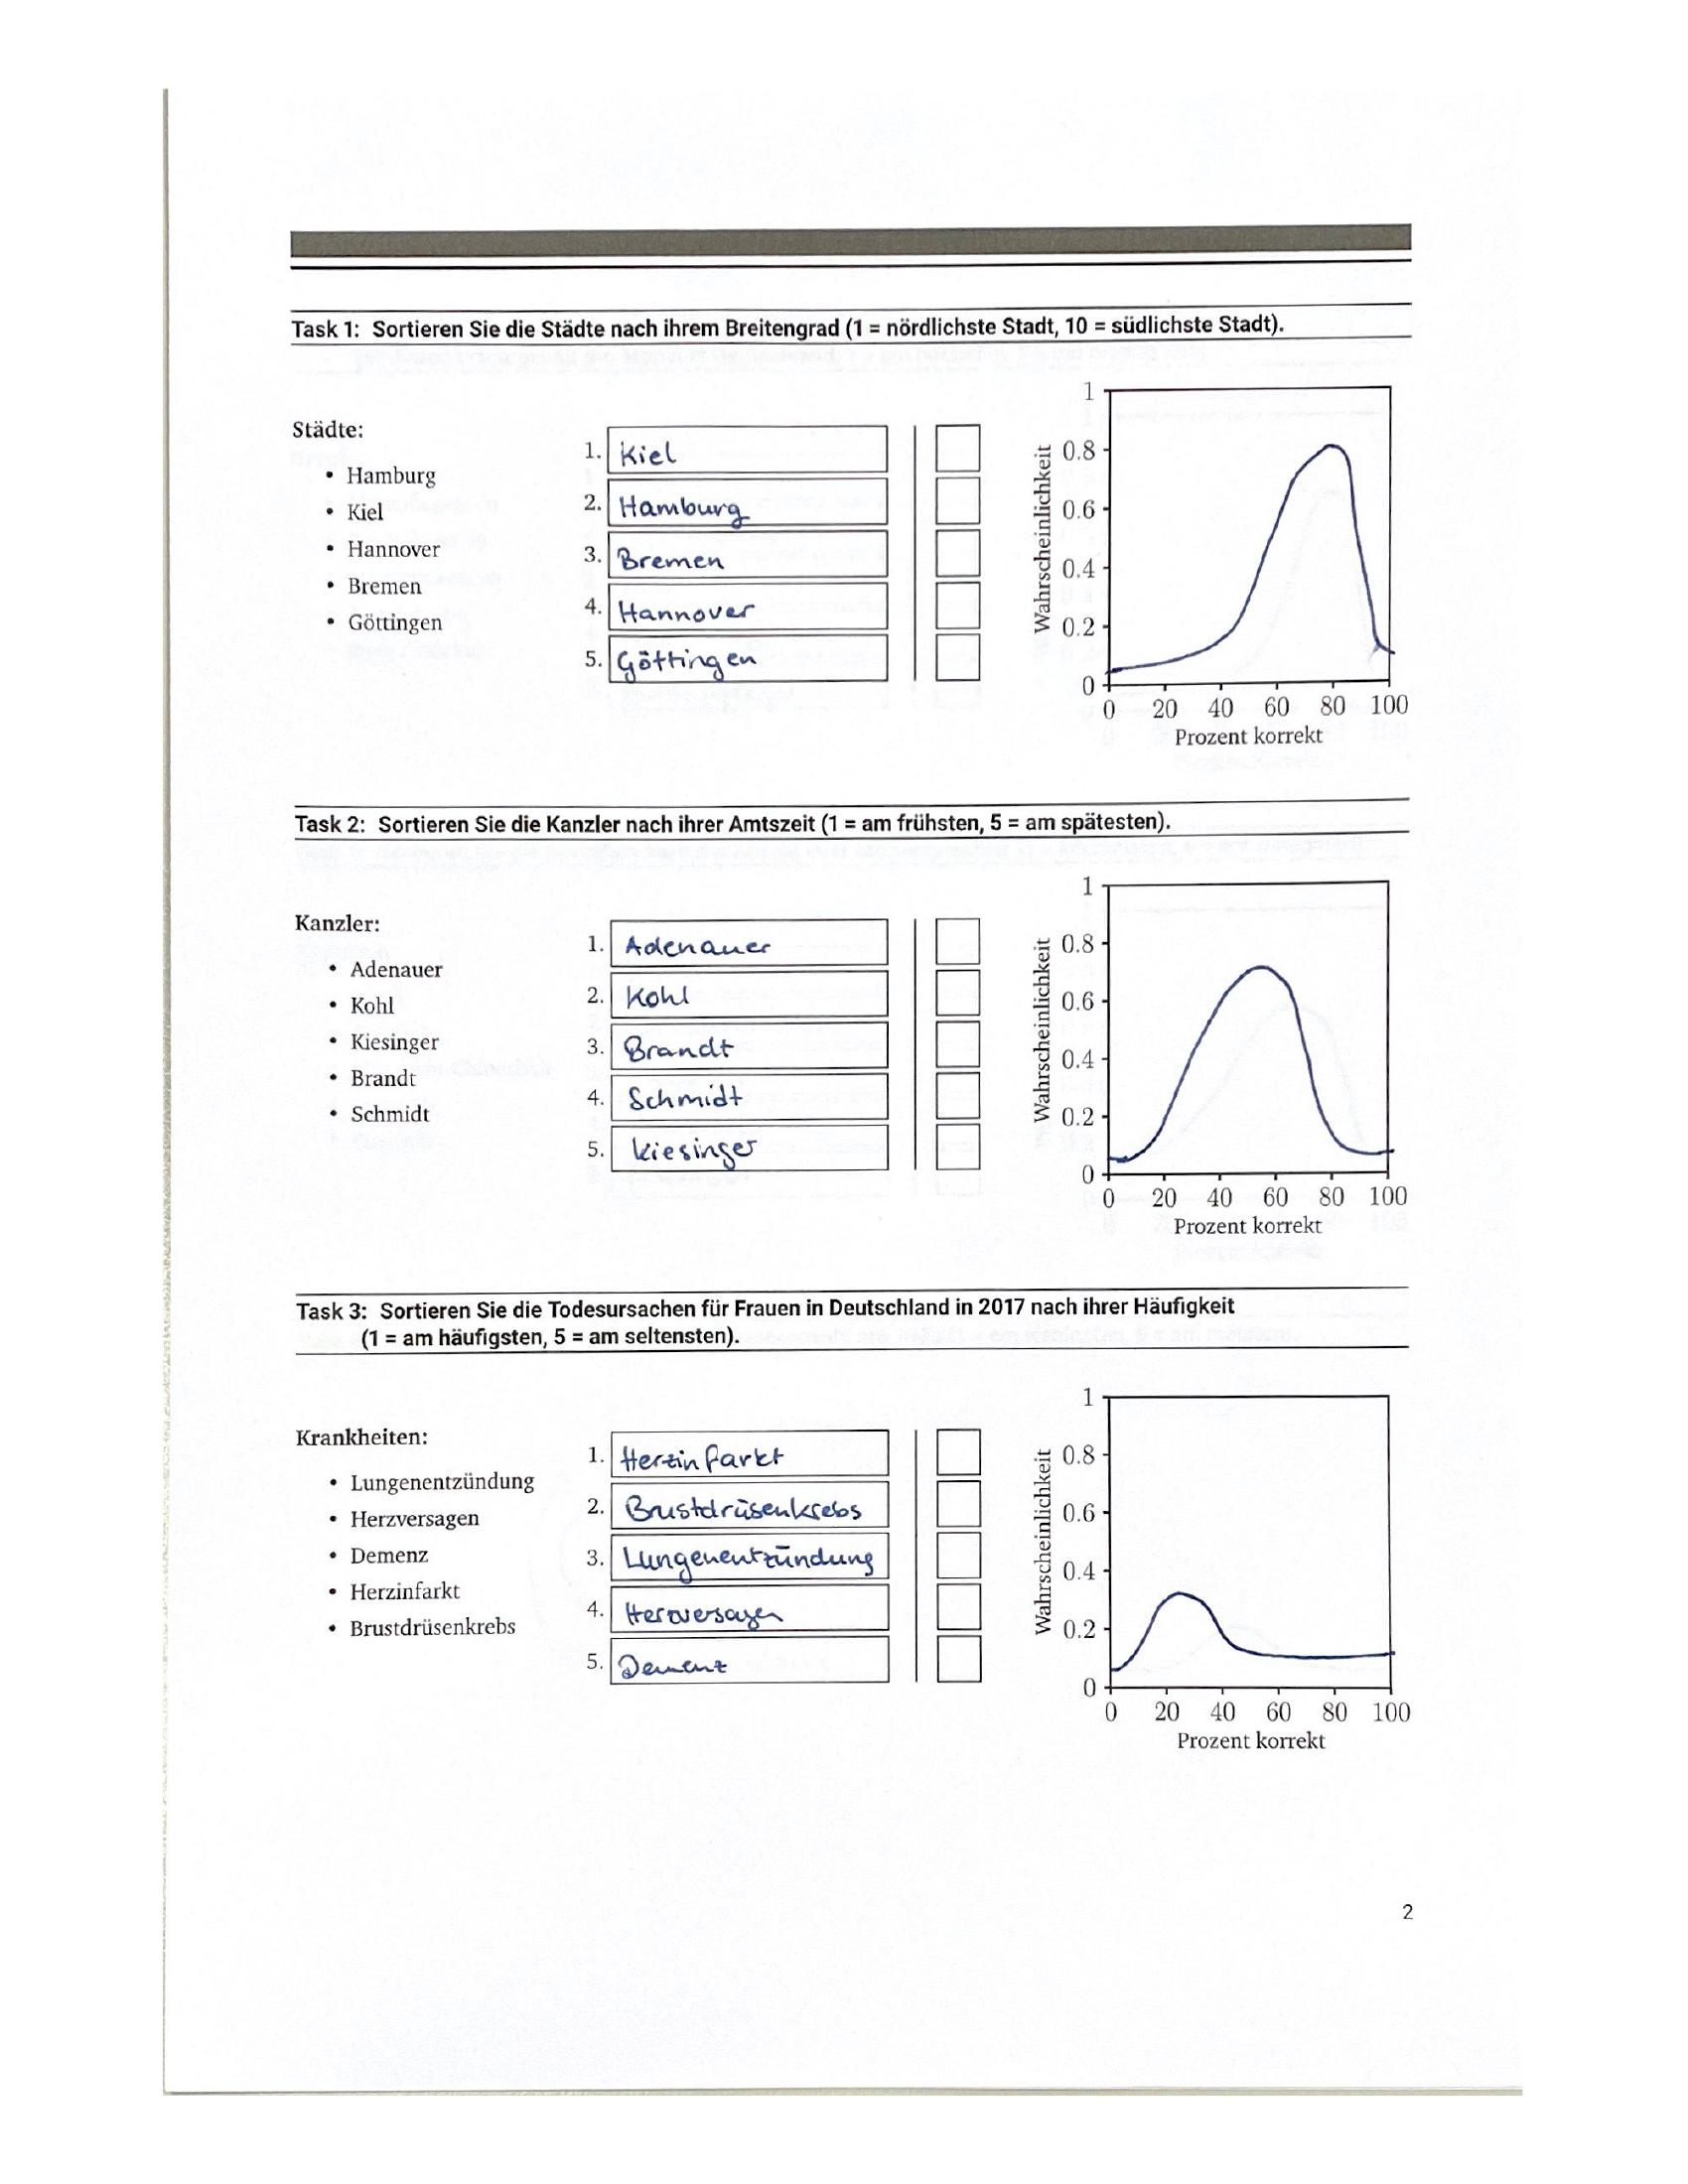 Task 1: Sortieren Sie die Städte nach ihrem Breitengrad (1 = nördlichste Stadt, 10 = südlichste Stadt).
Städte:
• Hamburg
• Kiel
• Hannover
• Bremen
• Göttingen
1. Kiel
2. Hamburg
3. Bremen
4. Hannover
5. Göttingen
Wahrscheinlichkeit
1
0.8
0.6
0.4
0.2
0
0 20 40 60 80 100
Prozent korrekt
Task 2: Sortieren Sie die Kanzler nach ihrer Amtszeit (1 = am frühsten, 5 = am spätesten).
Kanzler:
• Adenauer
• Kohl
• Kiesinger
• Brandt
• Schmidt
1. Adenauer
2. Kohl
3. Brandt
4. Schmidt
5. Kiesinger
Wahrscheinlichkeit
1
0.8
0.6
0.4
0.2
0
0 20 40 60 80 100
Prozent korrekt
Task 3: Sortieren Sie die Todesursachen für Frauen in Deutschland in 2017 nach ihrer Häufigkeit
(1 = am häufigsten, 5 = am seltensten).
Krankheiten:
• Lungenentzündung
• Herzversagen
• Demenz
• Herzinfarkt
• Brustdrüsenkrebs
1. Herzinfarkt
2. Brustdrüsenkrebs
3. Lungenentzündung
4. Herzversagen
5. Demenz
Wahrscheinlichkeit
1
0.8
0.6
0.4
0.2
0
0 20 40 60 80 100
Prozent korrekt
2